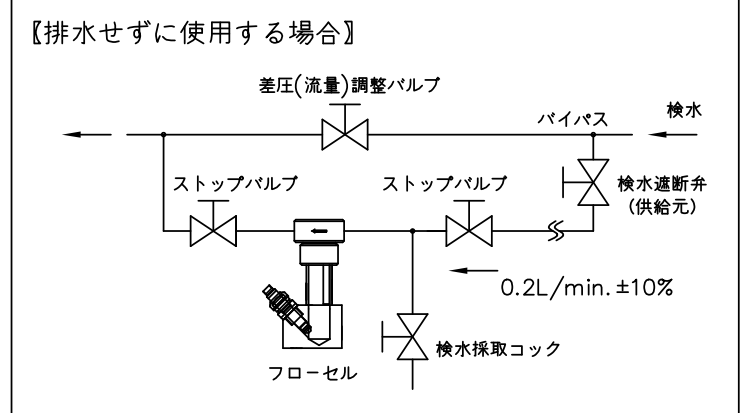 〖排水せずに使用する場合〗
差圧(流量)調整バルブ
バイパス
検水
ストップバルブ
ストップバルブ
検水遮断弁
(供給元)
0.2L/min.±10%
検水採取コック
フローセル